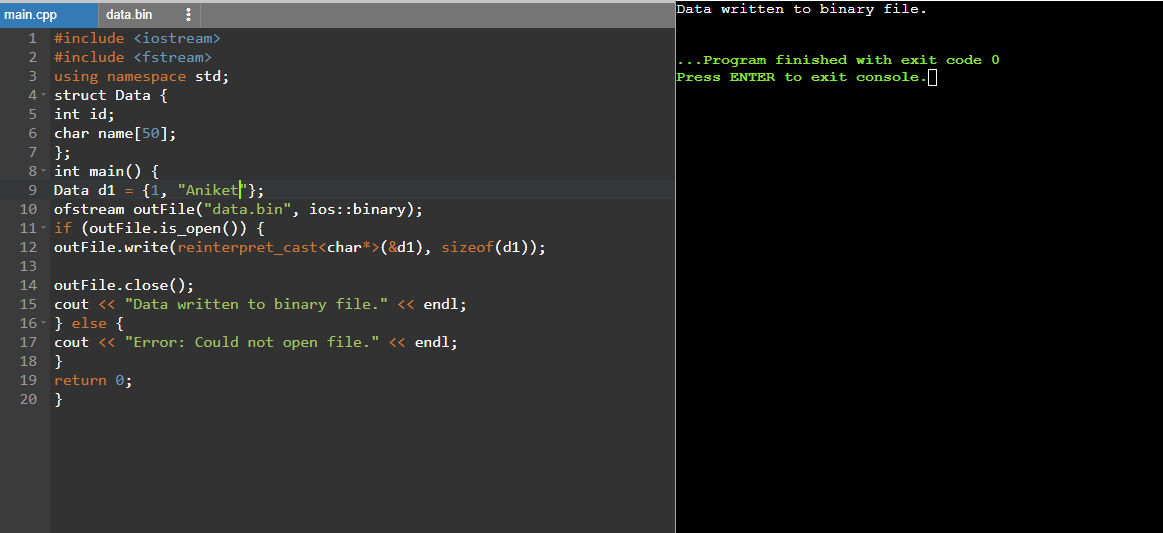 main.cpp data.bin
1 #include <iostream>
2 #include <fstream>
3 using namespace std;
4 struct Data {
5 int id;
6 char name[50];
7 };
8 int main() {
9 Data d1 = {1, "Aniket"};
10 ofstream outFile("data.bin", ios::binary);
11 if (outFile.is_open()) {
12 outFile.write(reinterpret_cast<char*>(&d1), sizeof(d1));
13
14 outFile.close();
15 cout << "Data written to binary file." << endl;
16 } else {
17 cout << "Error: Could not open file." << endl;
18 }
19 return 0;
20 }
Data written to binary file.
...Program finished with exit code 0
Press ENTER to exit console.